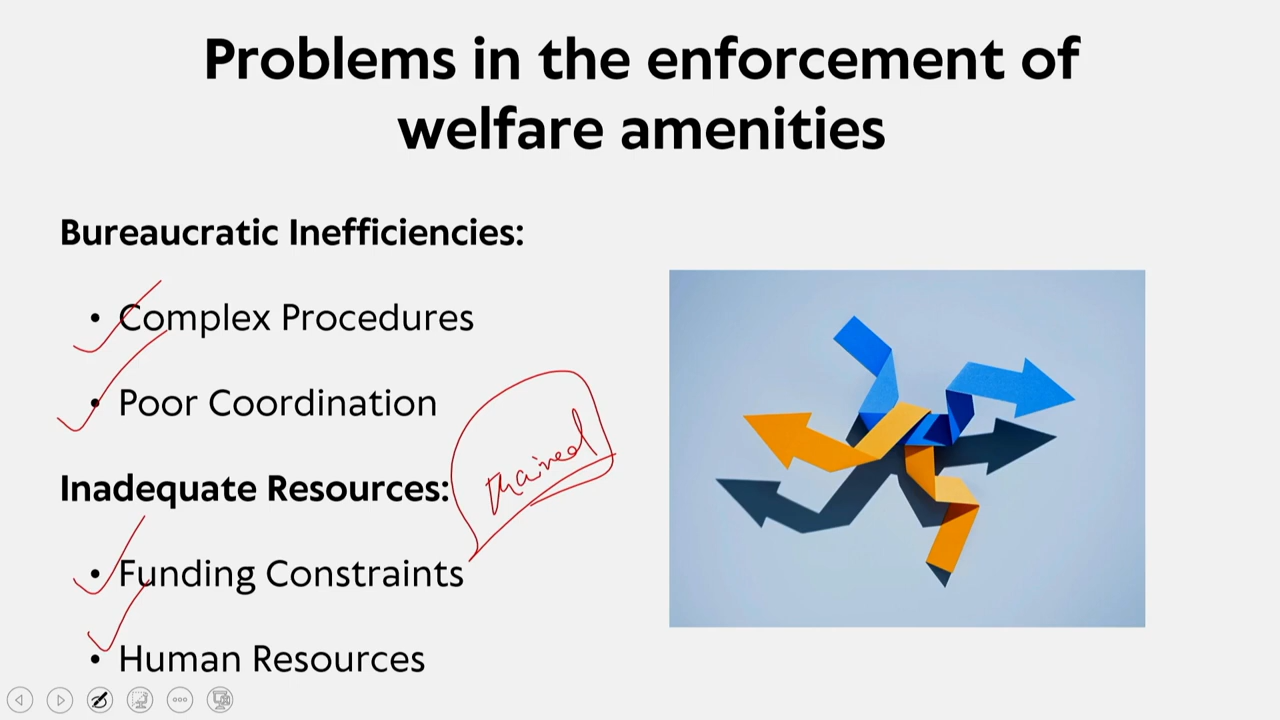 Problems in the enforcement of
welfare amenities
Bureaucratic Inefficiencies:
• Complex Procedures
• Poor Coordination
trained
Inadequate Resources:
• Funding Constraints
• Human Resources